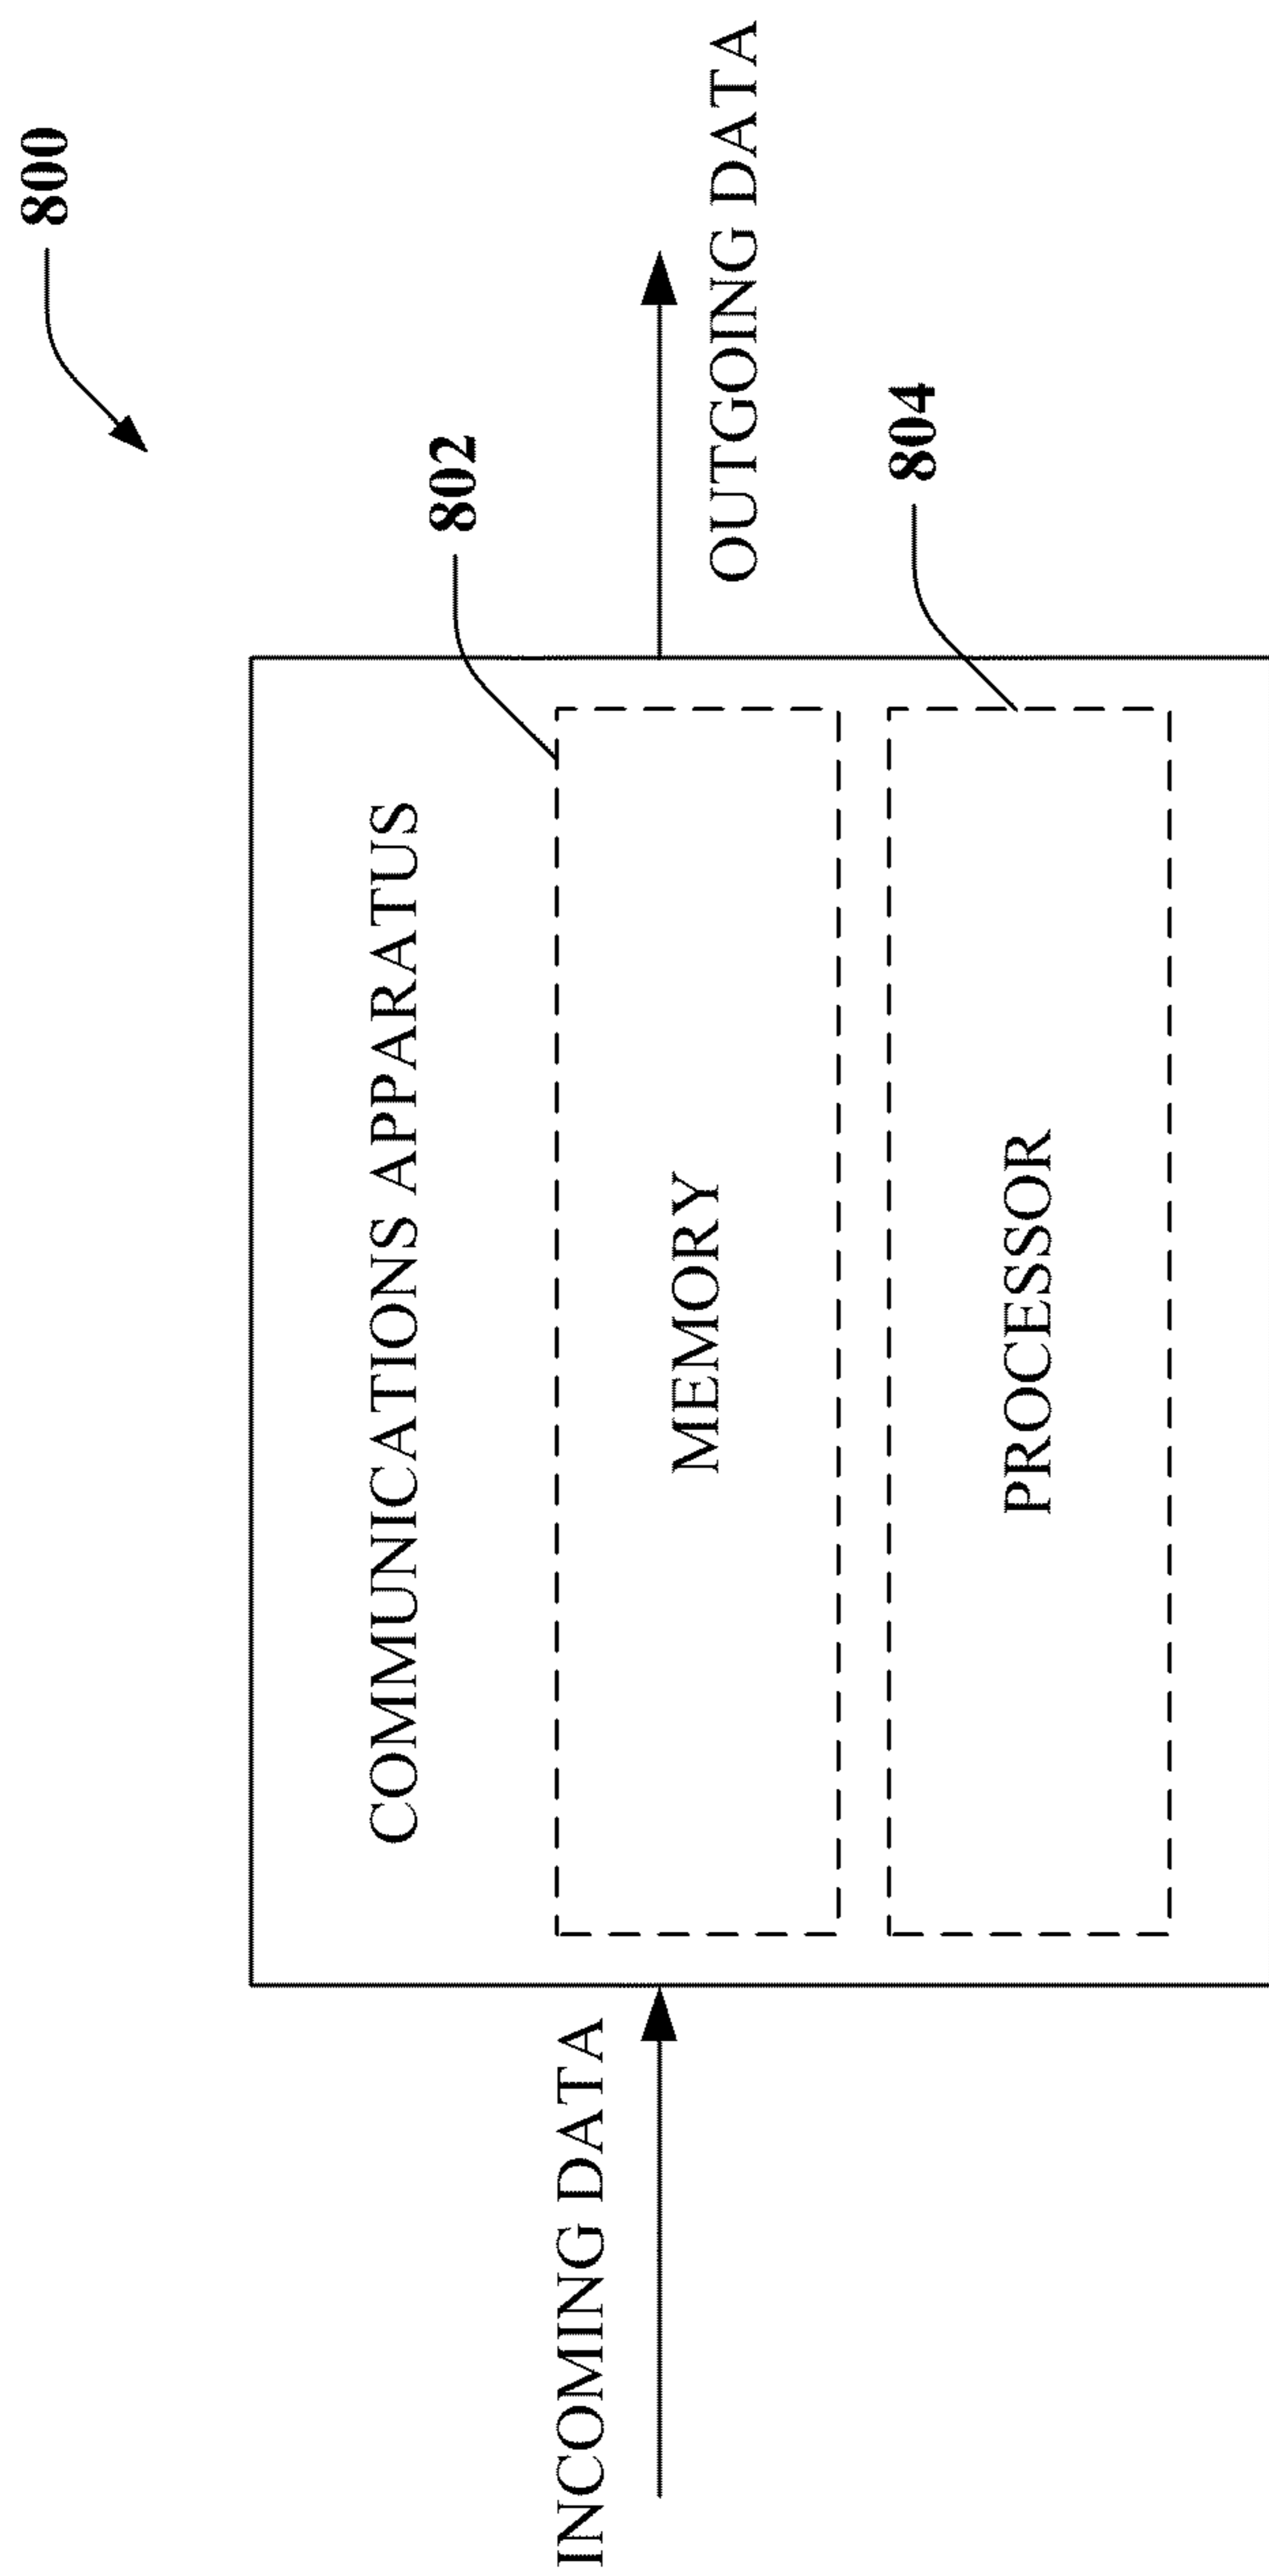 800
COMMUNICATIONS APPARATUS
802
INCOMING DATA
MEMORY
OUTGOING DATA
804
PROCESSOR